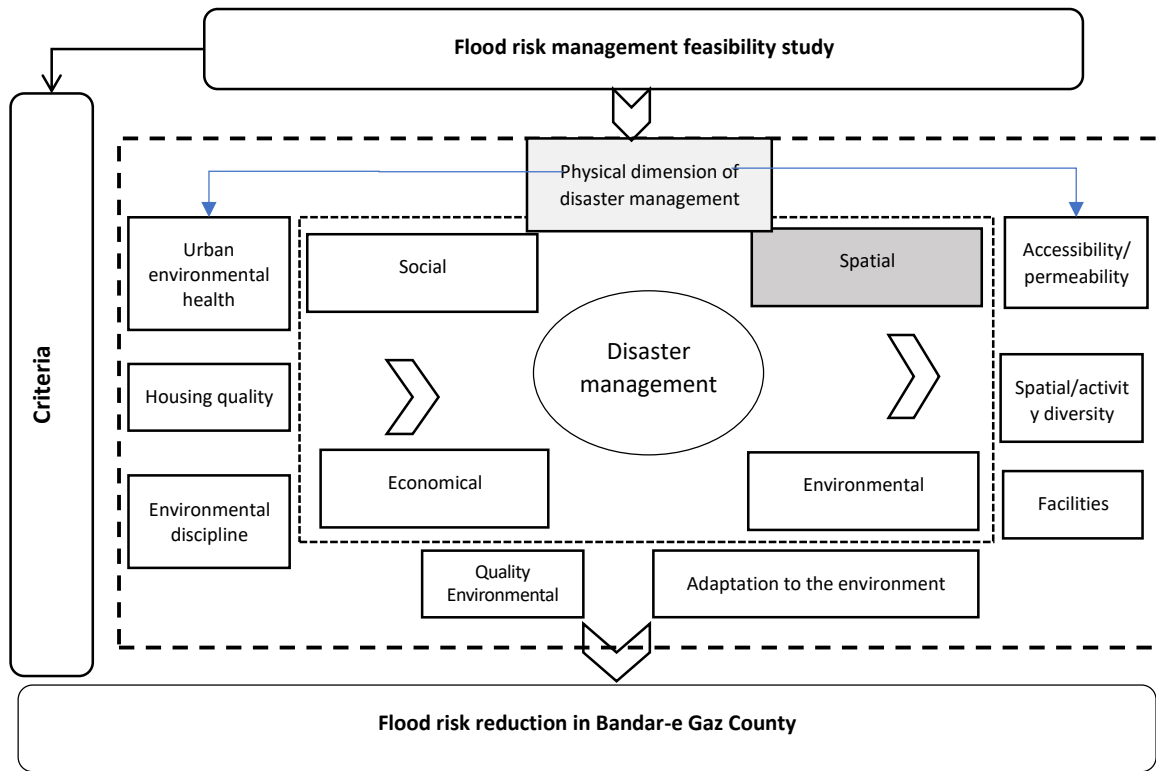 Flood risk management feasibility study
Criteria
Physical dimension of
disaster management
Urban
environmental
health
Social
Spatial
Accessibility/
permeability
Disaster
management
Housing quality
Spatial/activit
y diversity
Economical
Environmental
Environmental
discipline
Facilities
Quality
Environmental
Adaptation to the environment
Flood risk reduction in Bandar-e Gaz County